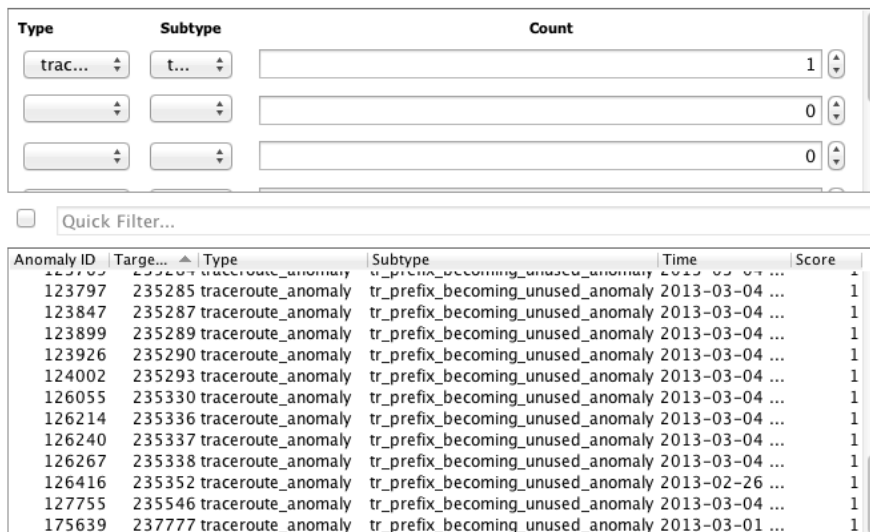 Type Subtype Count
trac... t... 1
0
0
Quick Filter...
Anomaly ID Targe... Type Subtype Time Score
123797 235285 traceroute_anomaly tr_prefix_becoming_unused_anomaly 2013-03-04 ... 1
123847 235287 traceroute_anomaly tr_prefix_becoming_unused_anomaly 2013-03-04 ... 1
123899 235289 traceroute_anomaly tr_prefix_becoming_unused_anomaly 2013-03-04 ... 1
123926 235290 traceroute_anomaly tr_prefix_becoming_unused_anomaly 2013-03-04 ... 1
124002 235293 traceroute_anomaly tr_prefix_becoming_unused_anomaly 2013-03-04 ... 1
126055 235330 traceroute_anomaly tr_prefix_becoming_unused_anomaly 2013-03-04 ... 1
126214 235336 traceroute_anomaly tr_prefix_becoming_unused_anomaly 2013-03-04 ... 1
126240 235337 traceroute_anomaly tr_prefix_becoming_unused_anomaly 2013-03-04 ... 1
126267 235338 traceroute_anomaly tr_prefix_becoming_unused_anomaly 2013-03-04 ... 1
126416 235352 traceroute_anomaly tr_prefix_becoming_unused_anomaly 2013-02-26 ... 1
127755 235546 traceroute_anomaly tr_prefix_becoming_unused_anomaly 2013-03-04 ... 1
175639 237777 traceroute_anomaly tr_prefix_becoming_unused_anomaly 2013-03-01 ... 1